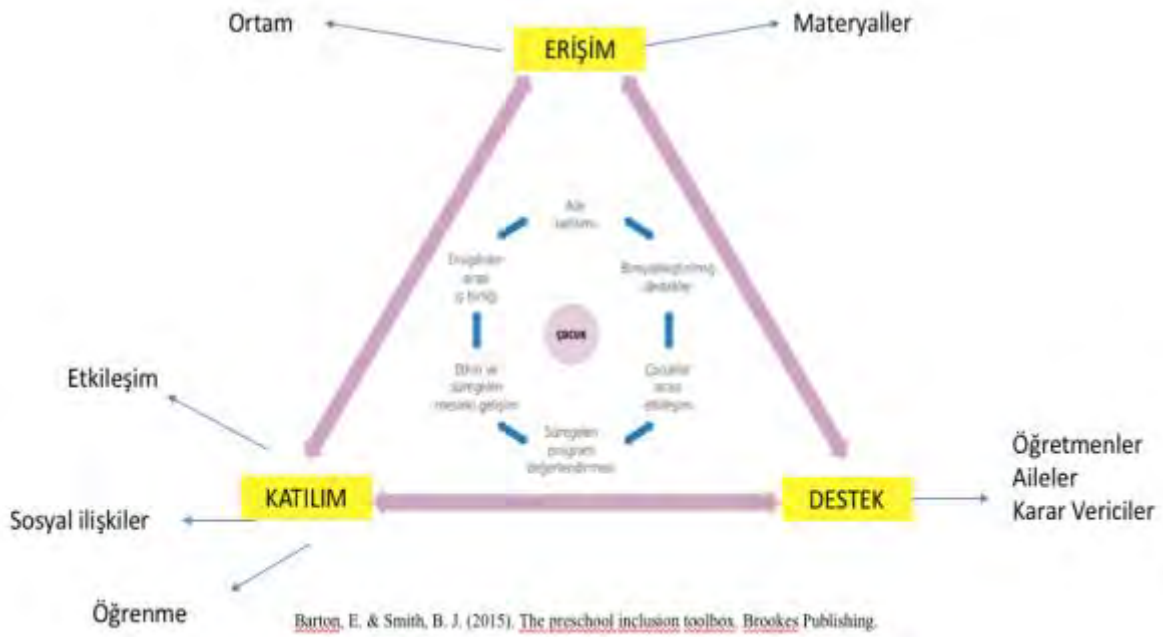 Ortam
Materyaller
ERİŞİM
Aile
katılımı
Disiplinler
arası
iş birliği
Bireyselleştirilmiş
destekler
çocuk
Etkin ve
süregelen
mesleki gelişim
Çocuklar
arası
etkileşim
Süregelen
program
değerlendirmesi
Etkileşim
KATILIM
DESTEK
Öğretmenler
Aileler
Karar Vericiler
Sosyal ilişkiler
Öğrenme
Barton, E. & Smith, B. J. (2015). The preschool inclusion toolbox. Brookes Publishing.